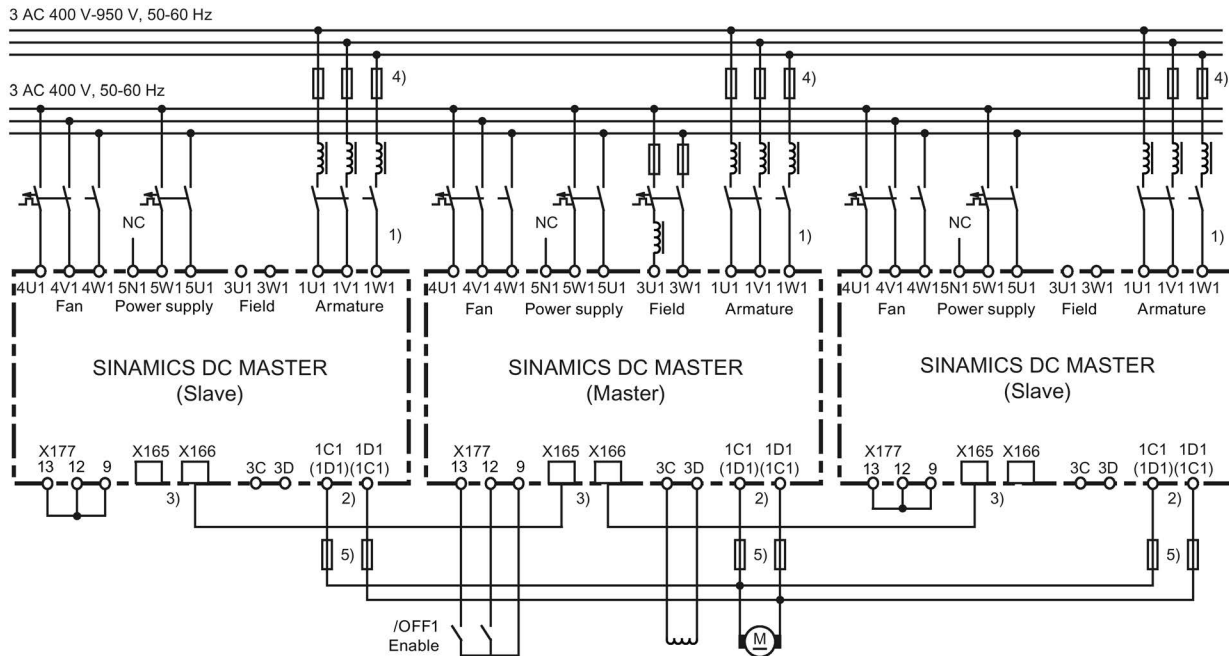 3 AC 400 V-950 V, 50-60 Hz
4) 4) 4)
3 AC 400 V, 50-60 Hz
NC NC NC
1) 1) 1)
4U1 4V1 4W1 5N1 5W1 5U1 3U1 3W1 1U1 1V1 1W1 4U1 4V1 4W1 5N1 5W1 5U1 3U1 3W1 1U1 1V1 1W1 4U1 4V1 4W1 5N1 5W1 5U1 3U1 3W1 1U1 1V1 1W1
Fan Power supply Field Armature Fan Power supply Field Armature Fan Power supply Field Armature
SINAMICS DC MASTER SINAMICS DC MASTER SINAMICS DC MASTER
(Slave) (Master) (Slave)
X177 X165 X166 1C1 1D1 X177 X165 X166 1C1 1D1 X177 X165 X166 1C1 1D1
13 12 9 3C 3D (1D1) (1C1) 13 12 9 3C 3D (1D1) (1C1) 13 12 9 3C 3D (1D1) (1C1)
3) 2) 3) 2) 3) 2)
5) 5) 5)
/OFF1
Enable
M